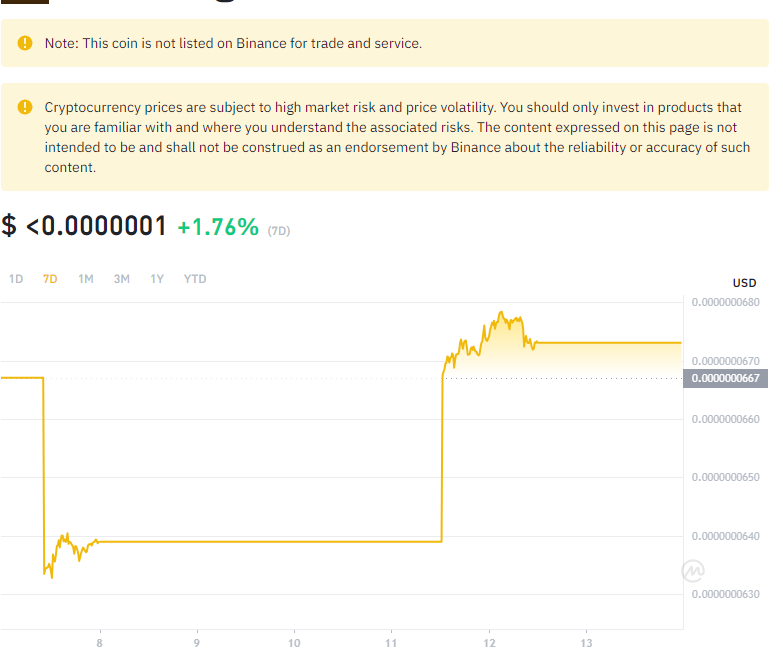 Note: This coin is not listed on Binance for trade and service.
Cryptocurrency prices are subject to high market risk and price volatility. You should only invest in products that
you are familiar with and where you understand the associated risks. The content expressed on this page is not
intended to be and shall not be construed as an endorsement by Binance about the reliability or accuracy of such
content.
$ <0.0000001 +1.76% (7D)
1D 7D 1M 3M 1Y YTD
USD
0.0000000680
0.0000000670
0.0000000667
0.0000000660
0.0000000650
0.0000000640
0.0000000630
8 9 10 11 12 13